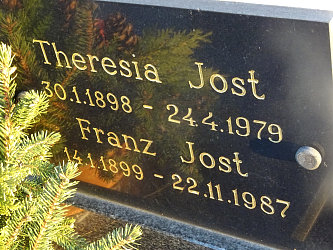 Theresia Jost
30.1.1898 - 24.4.1979
Franz Jost
14.1.1899 - 22.11.1987